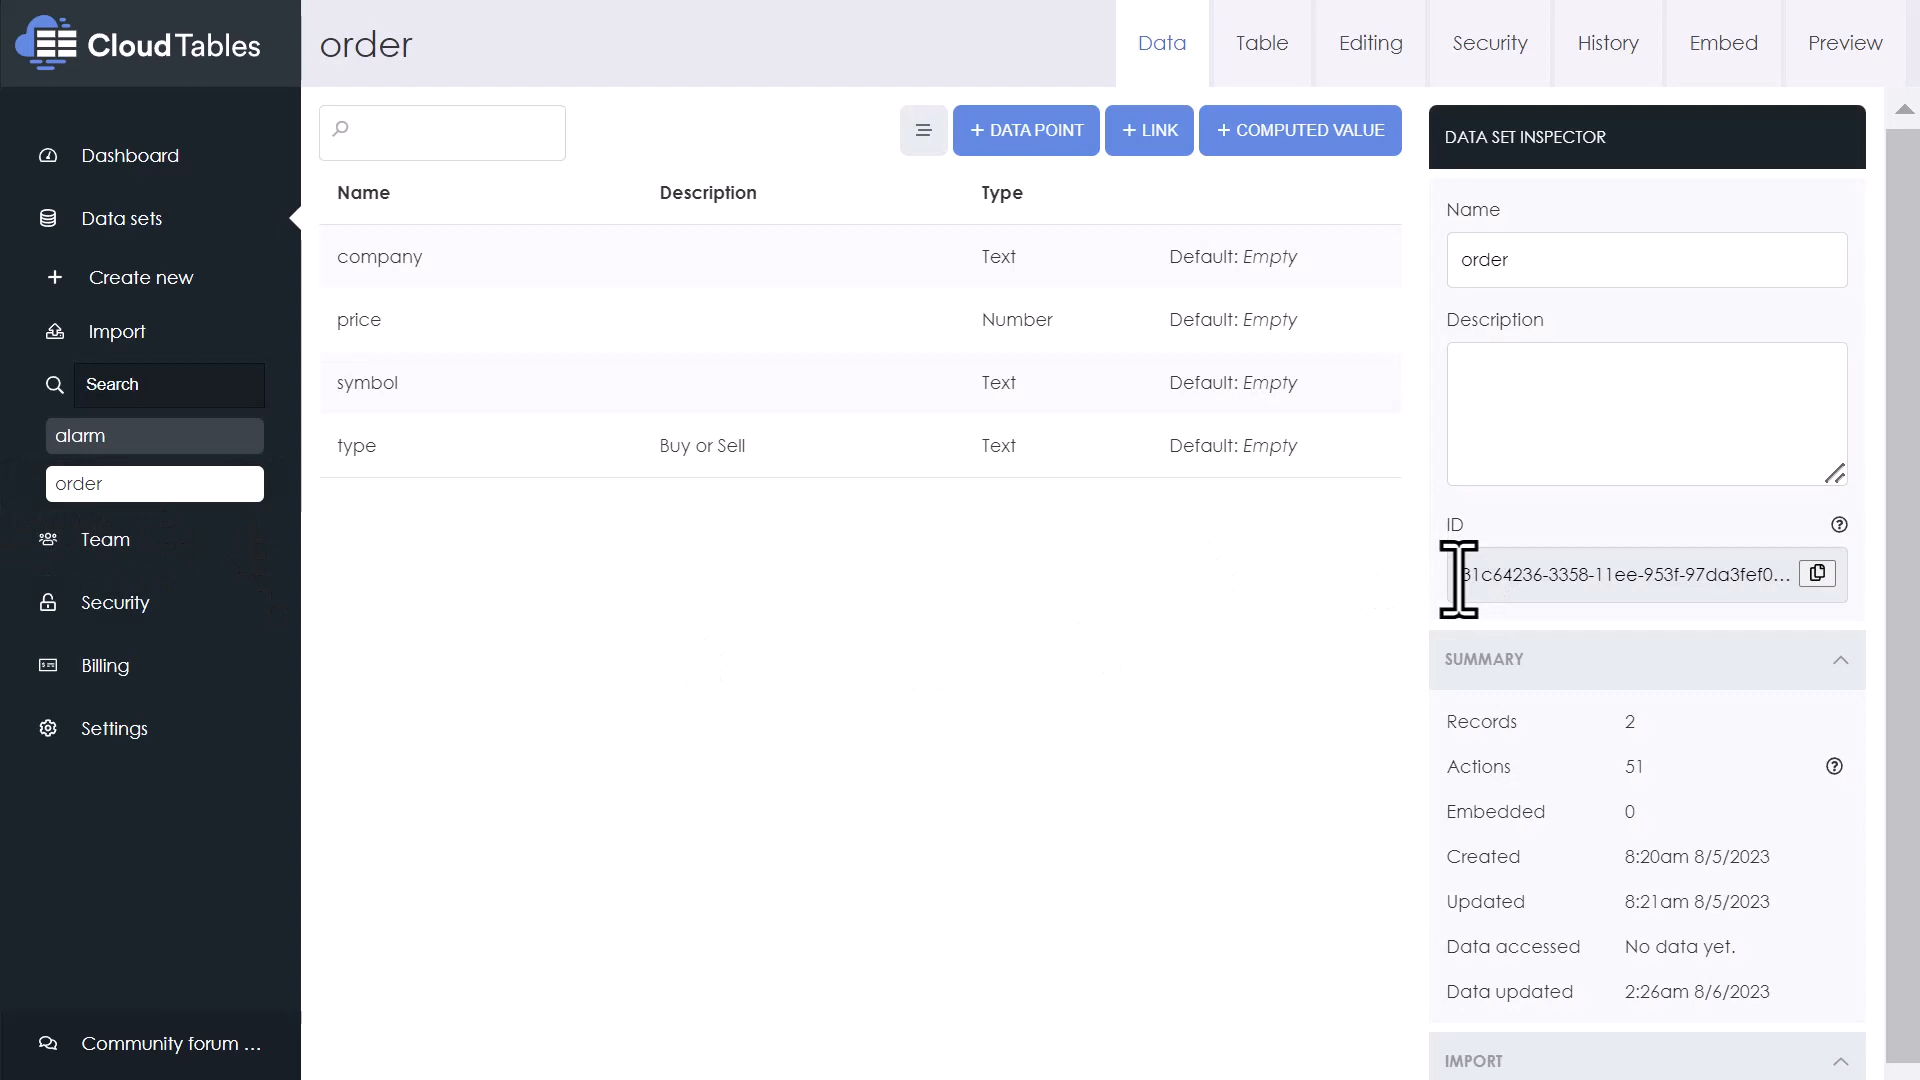 CloudTables
order
Data
Table
Editing
Security
History
Embed
Preview
Dashboard
Data sets
Create new
Import
Search
alarm
order
Team
Security
Billing
Settings
Community forum ...
+ DATA POINT
+ LINK
+ COMPUTED VALUE
Name Description Type
company Text Default: Empty
price Number Default: Empty
symbol Text Default: Empty
type Buy or Sell Text Default: Empty
DATA SET INSPECTOR
Name
order
Description
ID
31c64236-3358-11ee-953f-97da3fef0...
SUMMARY
Records 2
Actions 51
Embedded 0
Created 8:20am 8/5/2023
Updated 8:21am 8/5/2023
Data accessed No data yet.
Data updated 2:26am 8/6/2023
IMPORT